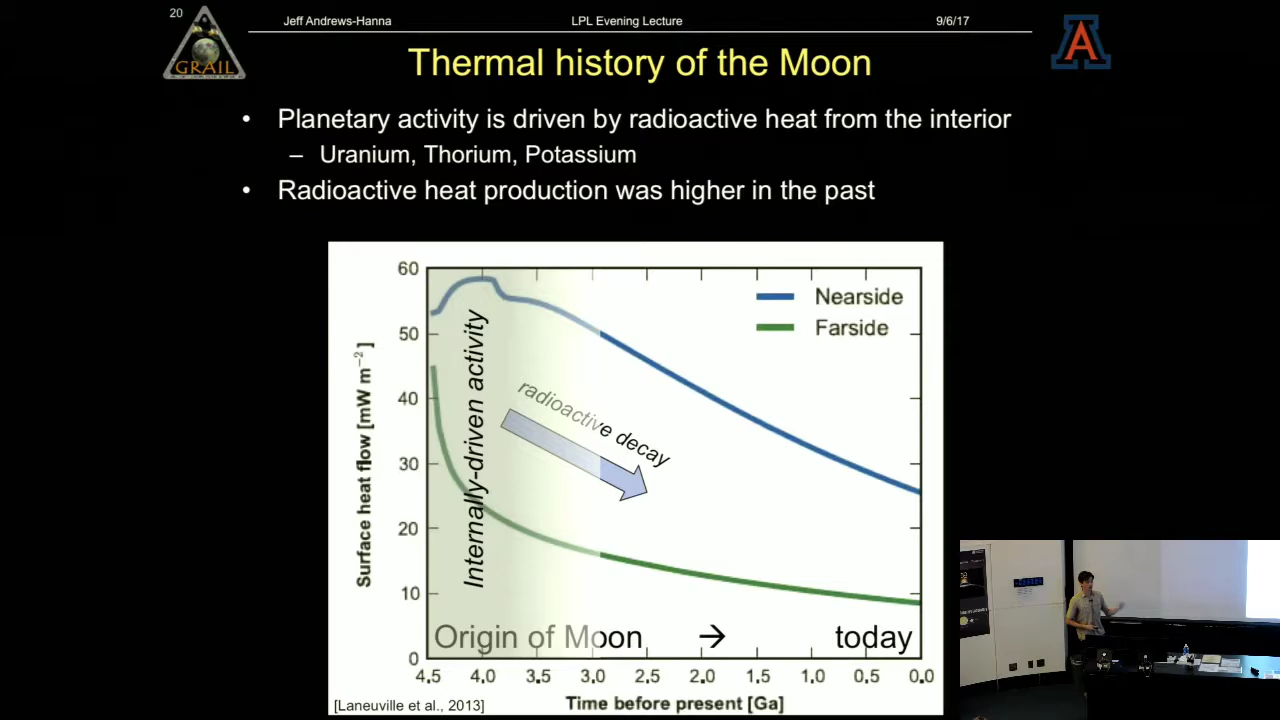 20
Jeff Andrews-Hanna LPL Evening Lecture 9/6/17
GRAIL
A
Thermal history of the Moon
• Planetary activity is driven by radioactive heat from the interior
– Uranium, Thorium, Potassium
• Radioactive heat production was higher in the past
60
50
40
30
20
10
0
Surface heat flow [mW m⁻²]
Nearside
Farside
Internally-driven activity
radioactive decay
Origin of Moon → today
4.5 4.0 3.5 3.0 2.5 2.0 1.5 1.0 0.5 0.0
Time before present [Ga]
[Laneuville et al., 2013]